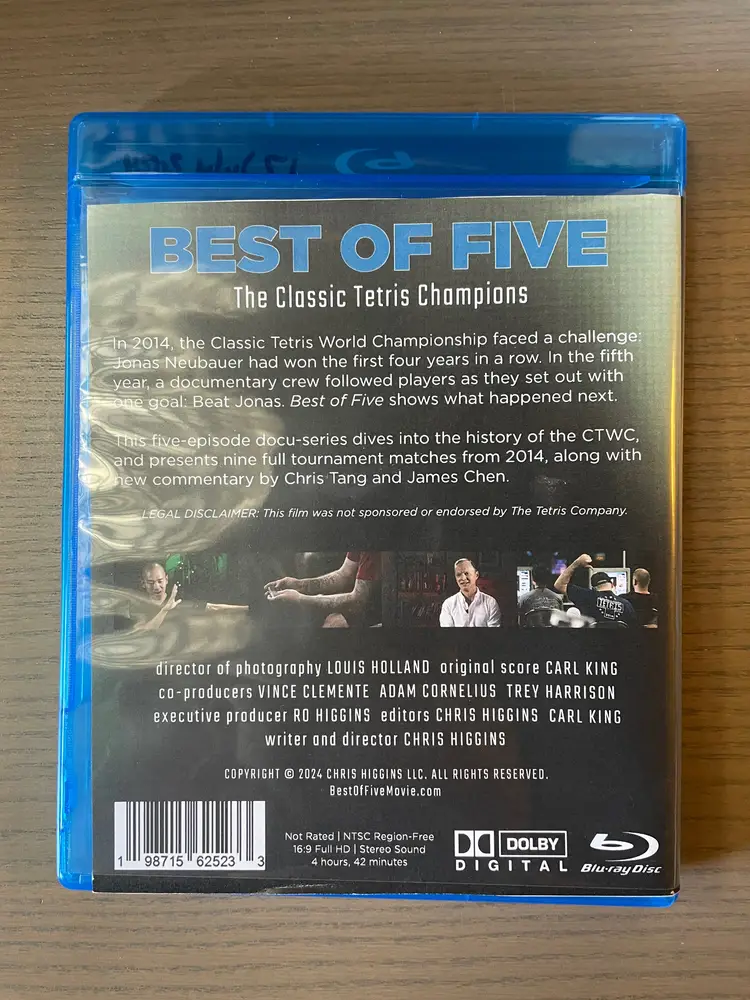 BEST OF FIVE
The Classic Tetris Champions
In 2014, the Classic Tetris World Championship faced a challenge:
Jonas Neubauer had won the first four years in a row. In the fifth
year, a documentary crew followed players as they set out with
one goal: Beat Jonas. Best of Five shows what happened next.
This five-episode docu-series dives into the history of the CTWC,
and presents nine full tournament matches from 2014, along with
new commentary by Chris Tang and James Chen.
LEGAL DISCLAIMER: This film was not sponsored or endorsed by The Tetris Company.
TETRIS
director of photography LOUIS HOLLAND original score CARL KING
co-producers VINCE CLEMENTE ADAM CORNELIUS TREY HARRISON
executive producer RO HIGGINS editors CHRIS HIGGINS CARL KING
writer and director CHRIS HIGGINS
COPYRIGHT © 2024 CHRIS HIGGINS LLC. ALL RIGHTS RESERVED.
BestOfFiveMovie.com
Not Rated | NTSC Region-Free
16:9 Full HD | Stereo Sound
4 hours, 42 minutes
DOLBY
DIGITAL
Blu-ray Disc
1 98715 62523 3